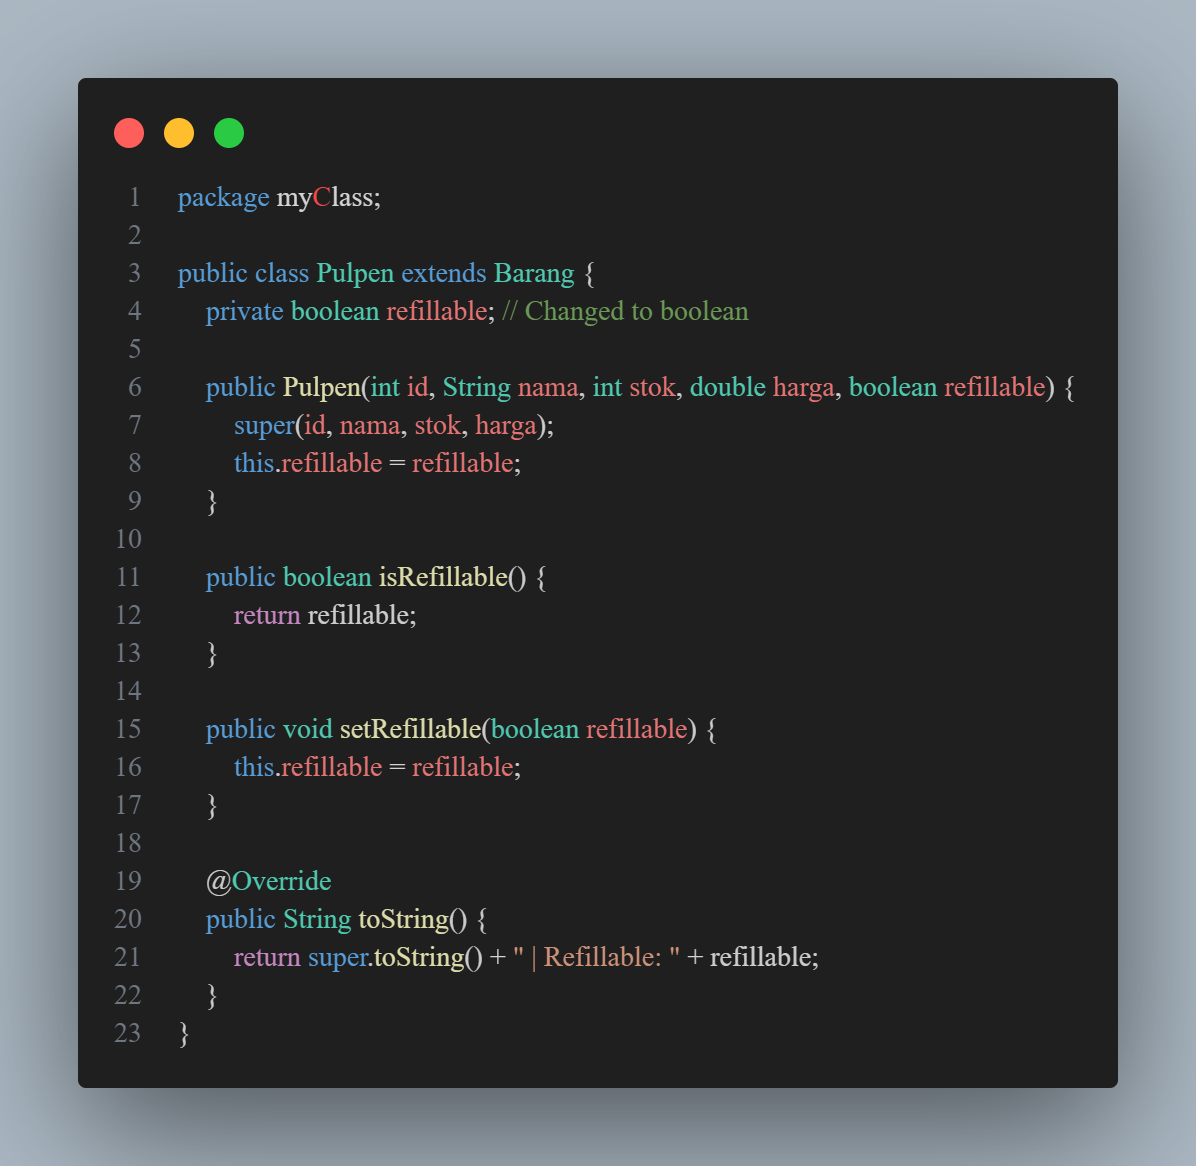 1 package myClass;
2
3 public class Pulpen extends Barang {
4     private boolean refillable; // Changed to boolean
5
6     public Pulpen(int id, String nama, int stok, double harga, boolean refillable) {
7         super(id, nama, stok, harga);
8         this.refillable = refillable;
9     }
10
11     public boolean isRefillable() {
12         return refillable;
13     }
14
15     public void setRefillable(boolean refillable) {
16         this.refillable = refillable;
17     }
18
19     @Override
20     public String toString() {
21         return super.toString() + " | Refillable: " + refillable;
22     }
23 }